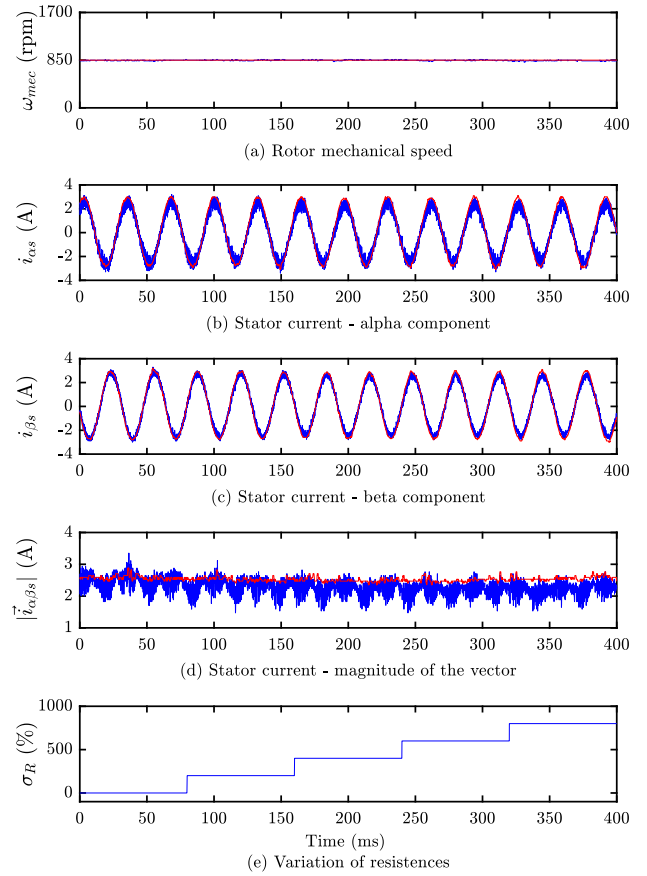 1700
850
0
ω_mec (rpm)
0 50 100 150 200 250 300 350 400
(a) Rotor mechanical speed
4
2
0
-2
-4
i_αs (A)
0 50 100 150 200 250 300 350 400
(b) Stator current - alpha component
4
2
0
-2
-4
i_βs (A)
0 50 100 150 200 250 300 350 400
(c) Stator current - beta component
4
3
2
1
|i⃗_αβs| (A)
0 50 100 150 200 250 300 350 400
(d) Stator current - magnitude of the vector
1000
500
0
σ_R (%)
0 50 100 150 200 250 300 350 400
Time (ms)
(e) Variation of resistences